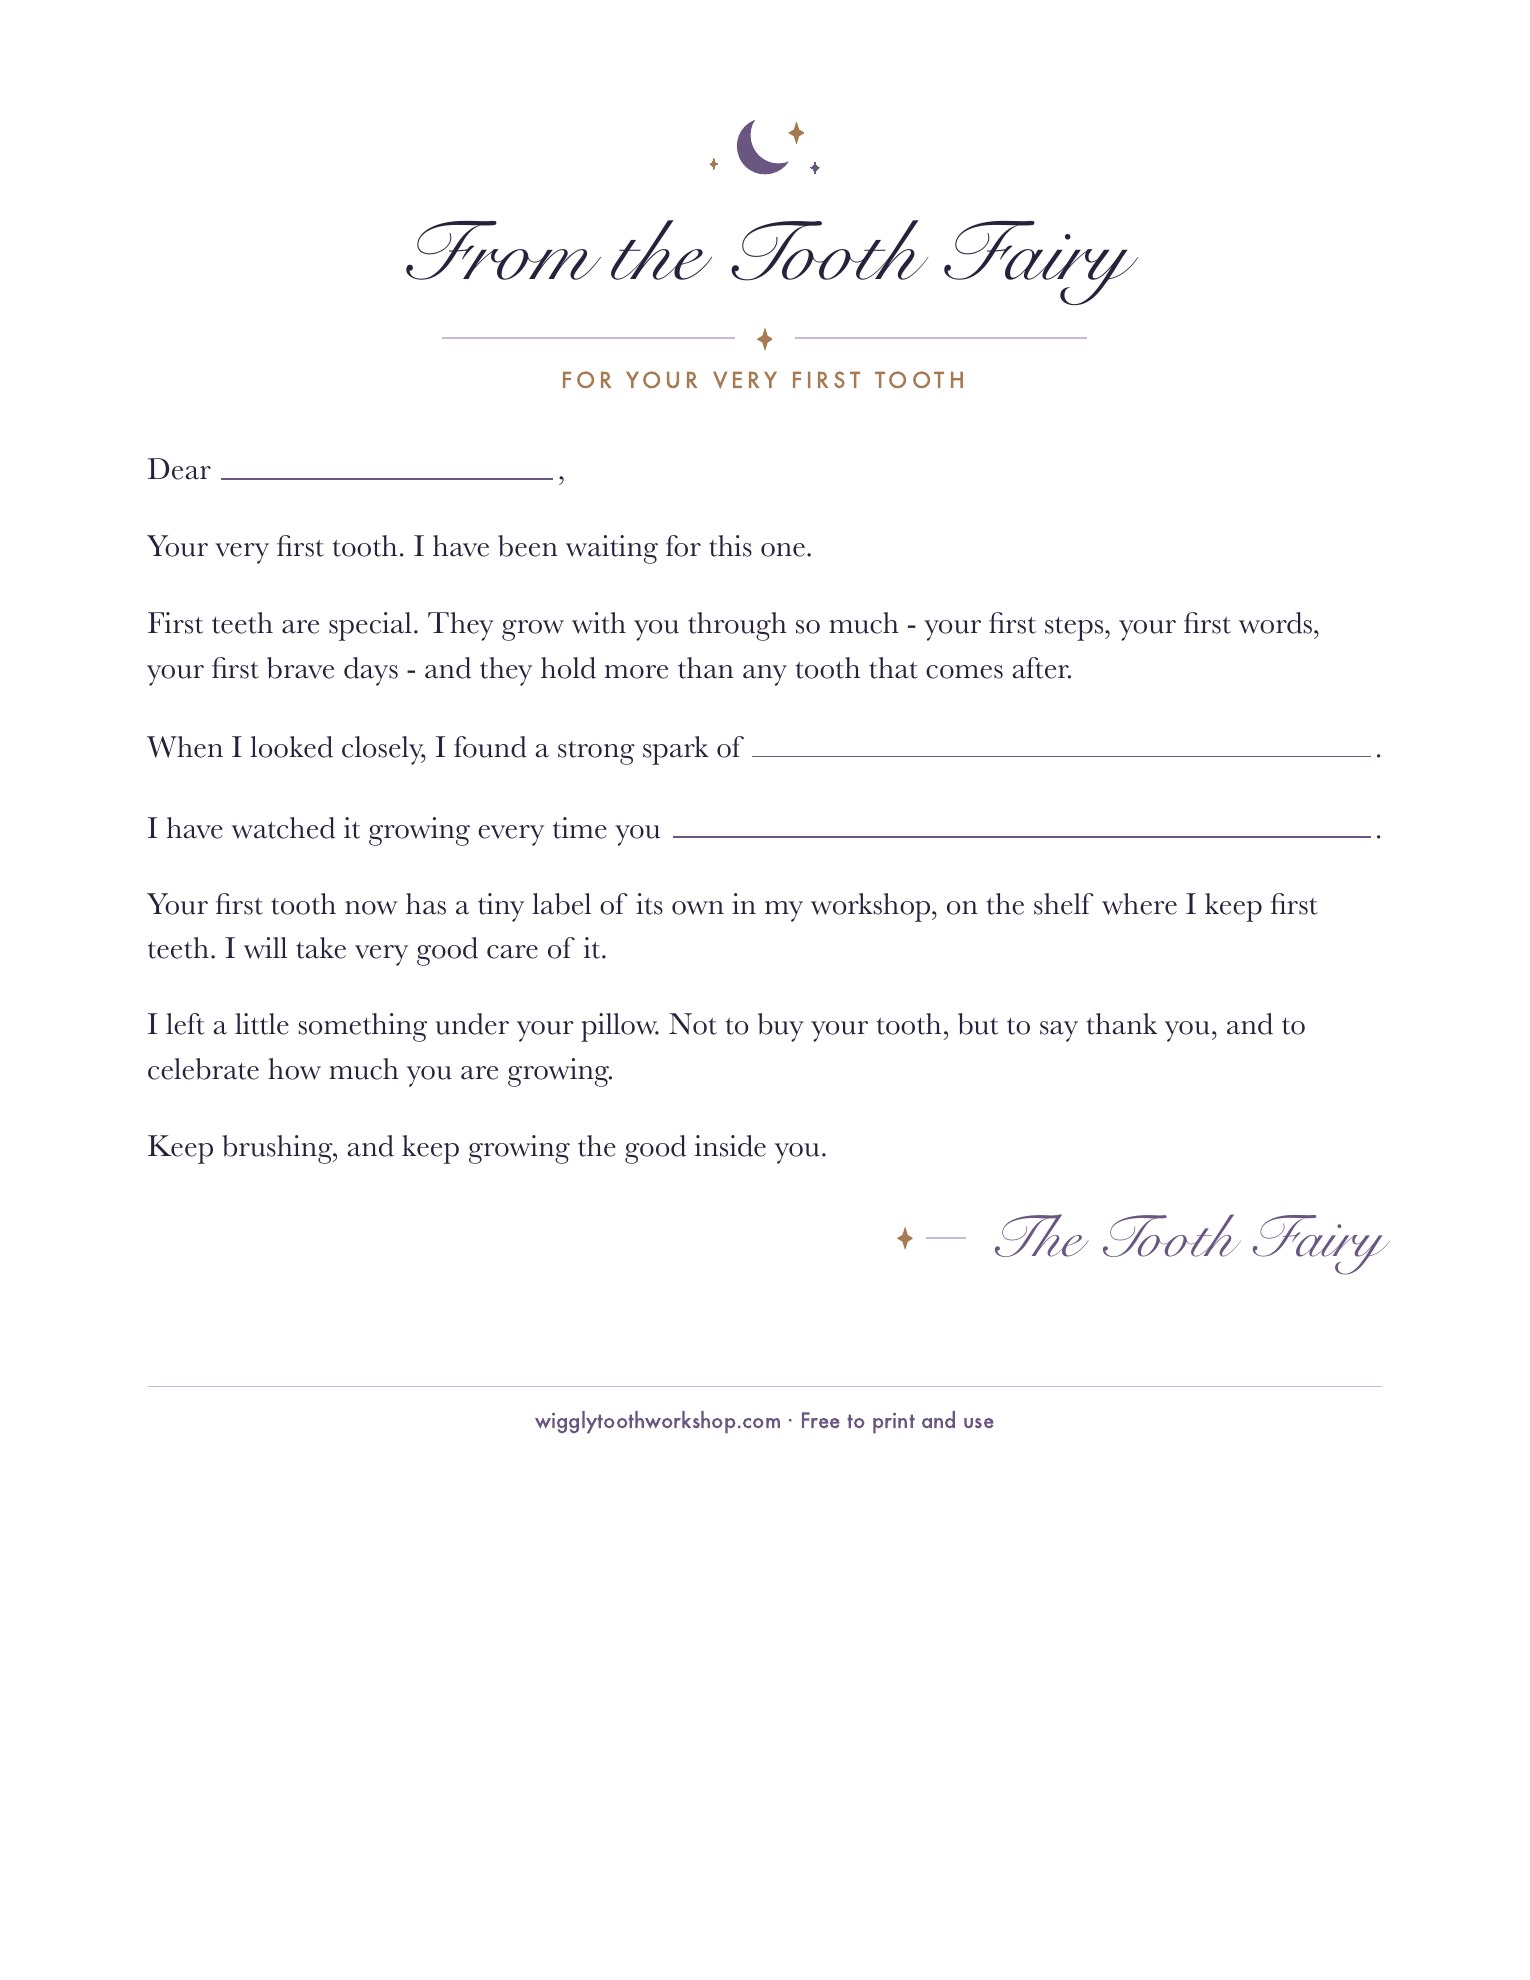 From the Tooth Fairy
FOR YOUR VERY FIRST TOOTH
Dear ____________________,
Your very first tooth. I have been waiting for this one.
First teeth are special. They grow with you through so much - your first steps, your first words,
your first brave days - and they hold more than any tooth that comes after.
When I looked closely, I found a strong spark of ____________________.
I have watched it growing every time you ____________________.
Your first tooth now has a tiny label of its own in my workshop, on the shelf where I keep first
teeth. I will take very good care of it.
I left a little something under your pillow. Not to buy your tooth, but to say thank you, and to
celebrate how much you are growing.
Keep brushing, and keep growing the good inside you.
— The Tooth Fairy
wigglytoothworkshop.com · Free to print and use